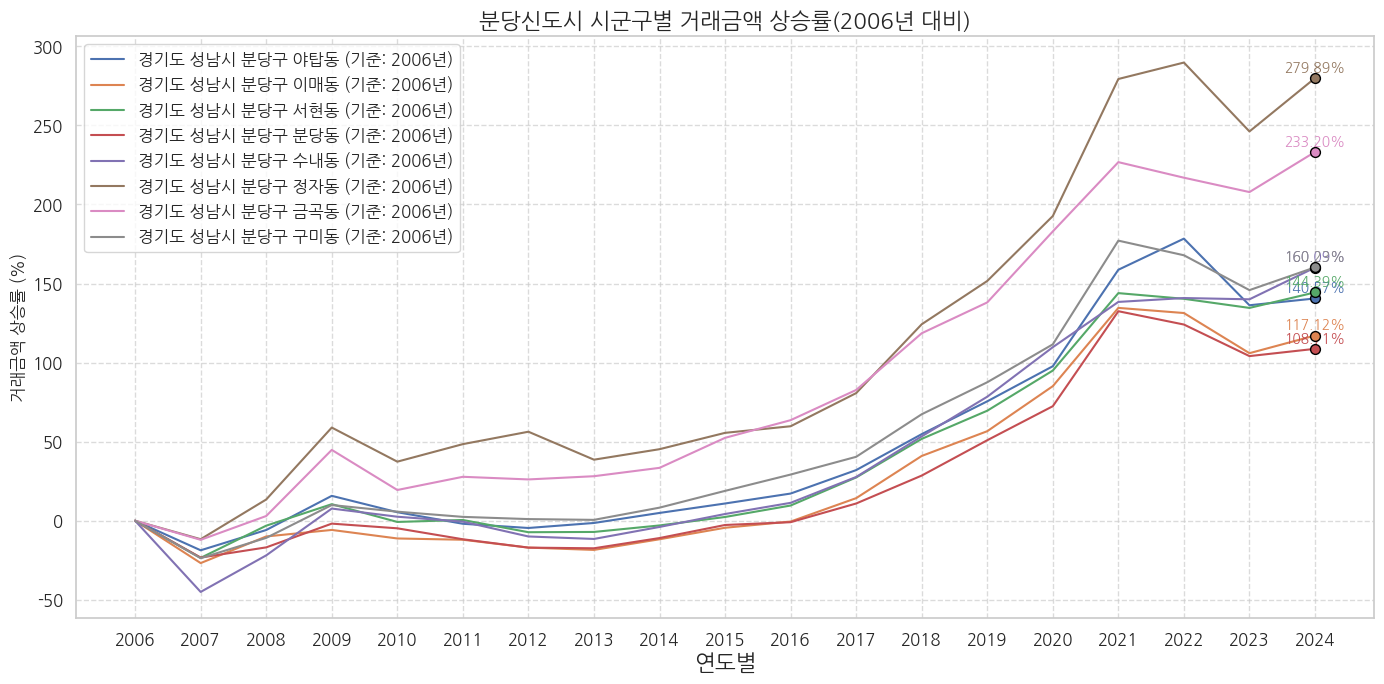 분당신도시 시군구별 거래금액 상승률(2006년 대비)
경기도 성남시 분당구 야탑동 (기준: 2006년)
경기도 성남시 분당구 이매동 (기준: 2006년)
경기도 성남시 분당구 서현동 (기준: 2006년)
경기도 성남시 분당구 분당동 (기준: 2006년)
경기도 성남시 분당구 수내동 (기준: 2006년)
경기도 성남시 분당구 정자동 (기준: 2006년)
경기도 성남시 분당구 금곡동 (기준: 2006년)
경기도 성남시 분당구 구미동 (기준: 2006년)
거래금액 상승률 (%)
300
250
200
150
100
50
0
-50
279.89%
233.20%
117.12%
2006 2007 2008 2009 2010 2011 2012 2013 2014 2015 2016 2017 2018 2019 2020 2021 2022 2023 2024
연도별